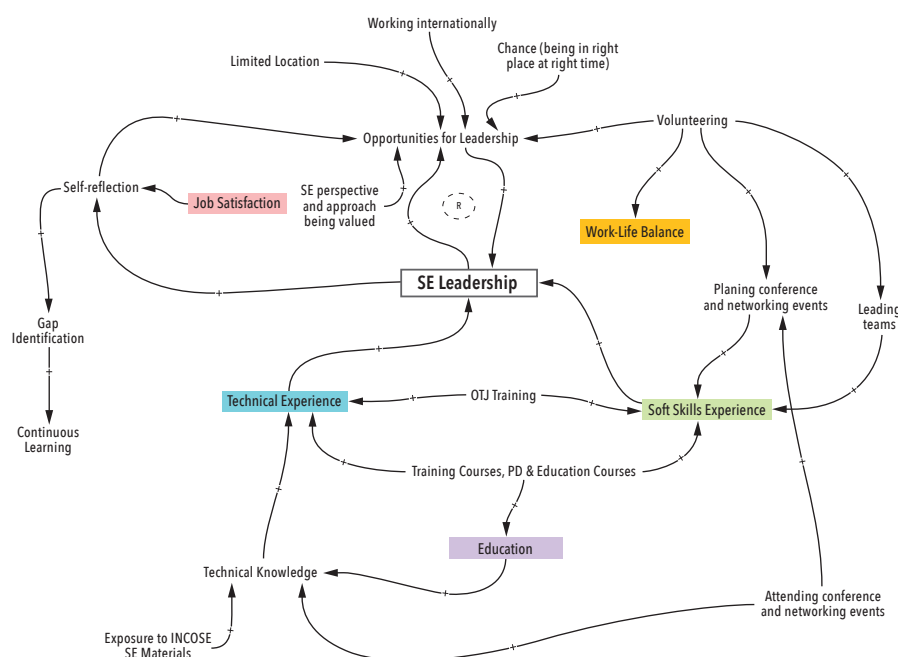 Working internationally
Chance (being in right
place at right time)
Limited Location
Volunteering
Opportunities for Leadership
Self-reflection
Job Satisfaction
SE perspective
and approach
being valued
R
Work-Life Balance
SE Leadership
Planing conference
and networking events
Leading
teams
Gap
Identification
Technical Experience
OTJ Training
Soft Skills Experience
Continuous
Learning
Training Courses, PD & Education Courses
Education
Technical Knowledge
Attending conference
and networking events
Exposure to INCOSE
SE Materials